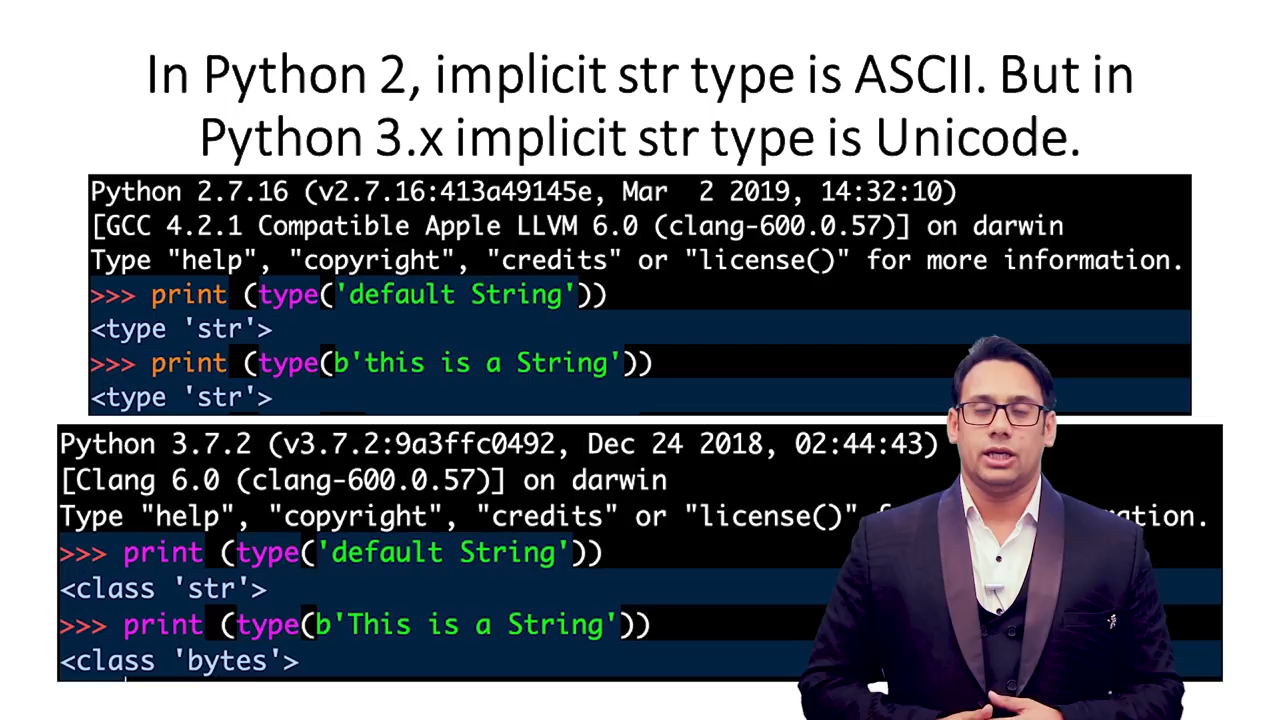 In Python 2, implicit str type is ASCII. But in
Python 3.x implicit str type is Unicode.
Python 2.7.16 (v2.7.16:413a49145e, Mar  2 2019, 14:32:10)
[GCC 4.2.1 Compatible Apple LLVM 6.0 (clang-600.0.57)] on darwin
Type "help", "copyright", "credits" or "license()" for more information.
>>> print (type('default String'))
<type 'str'>
>>> print (type(b'this is a String'))
<type 'str'>
Python 3.7.2 (v3.7.2:9a3ffc0492, Dec 24 2018, 02:44:43)
[Clang 6.0 (clang-600.0.57)] on darwin
Type "help", "copyright", "credits" or "license()"
>>> print (type('default String'))
<class 'str'>
>>> print (type(b'This is a String'))
<class 'bytes'>